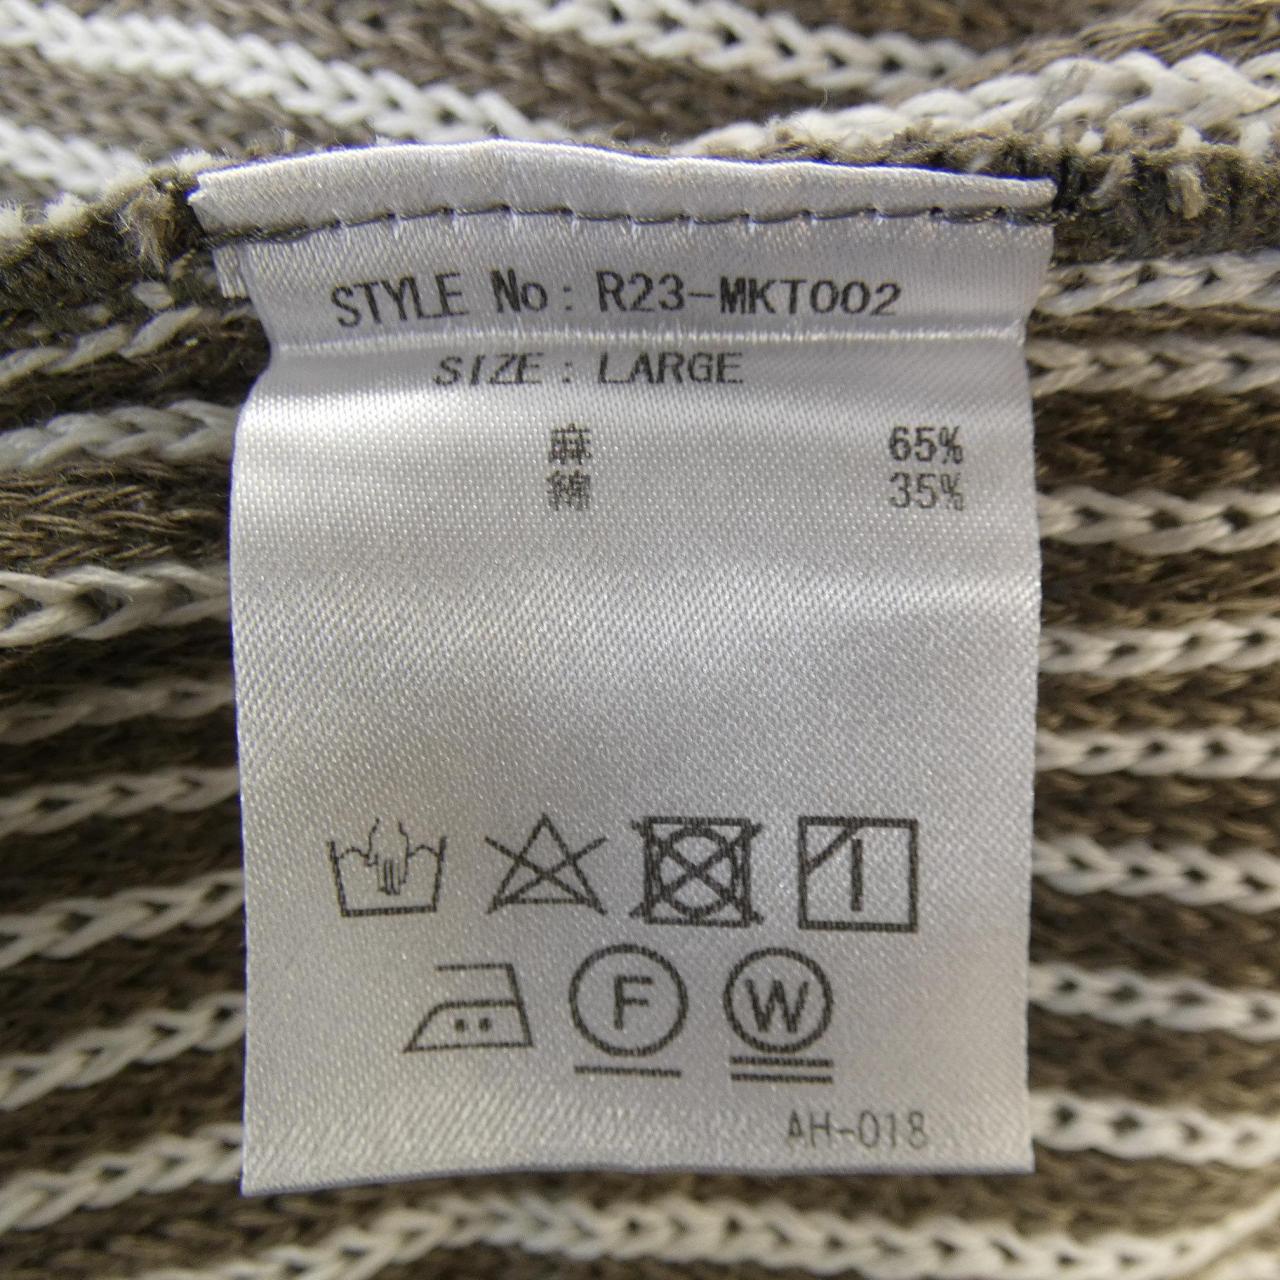 STYLE No: R23-MKT002
SIZE: LARGE
麻 65%
綿 35%
F W
AH-018